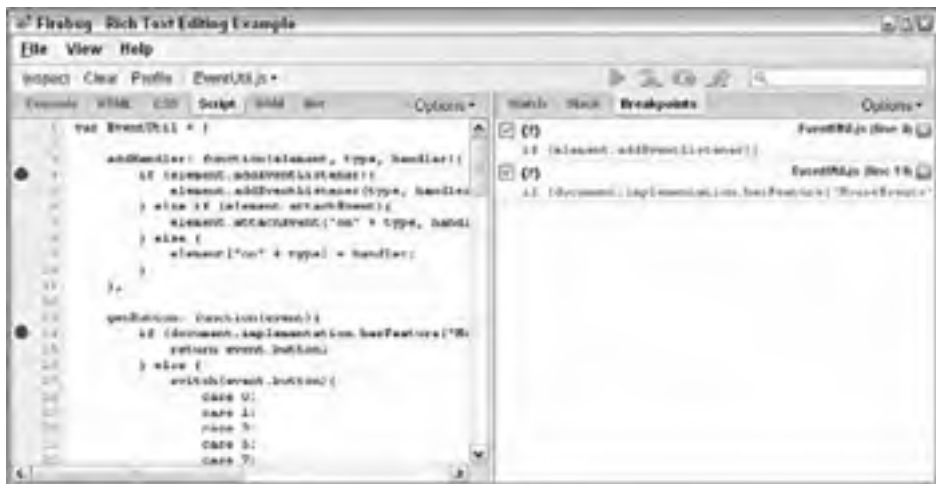 Firebug Rich Text Editing Example
File View Help
Inspect Clear Profile EventUtil.js
Console HTML CSS Script DOM Net Options
Watch Stack Breakpoints Options
1 var EventUtil = {
addHandler: function(element, type, handler){
if (element.addEventListener){
element.addEventListener(type, handler
} else if (element.attachEvent){
element.attachEvent("on" + type, handl
} else {
element["on" + type] = handler;
}
},
getButton: function(event){
if (document.implementation.hasFeature("Mo
return event.button;
} else {
switch(event.button){
case 0:
case 1:
case 3:
case 5:
case 7:
(?) EventUtil.js (line 4)
if (element.addEventListener){
(?) EventUtil.js (line 14)
if (document.implementation.hasFeature("MouseEvents"